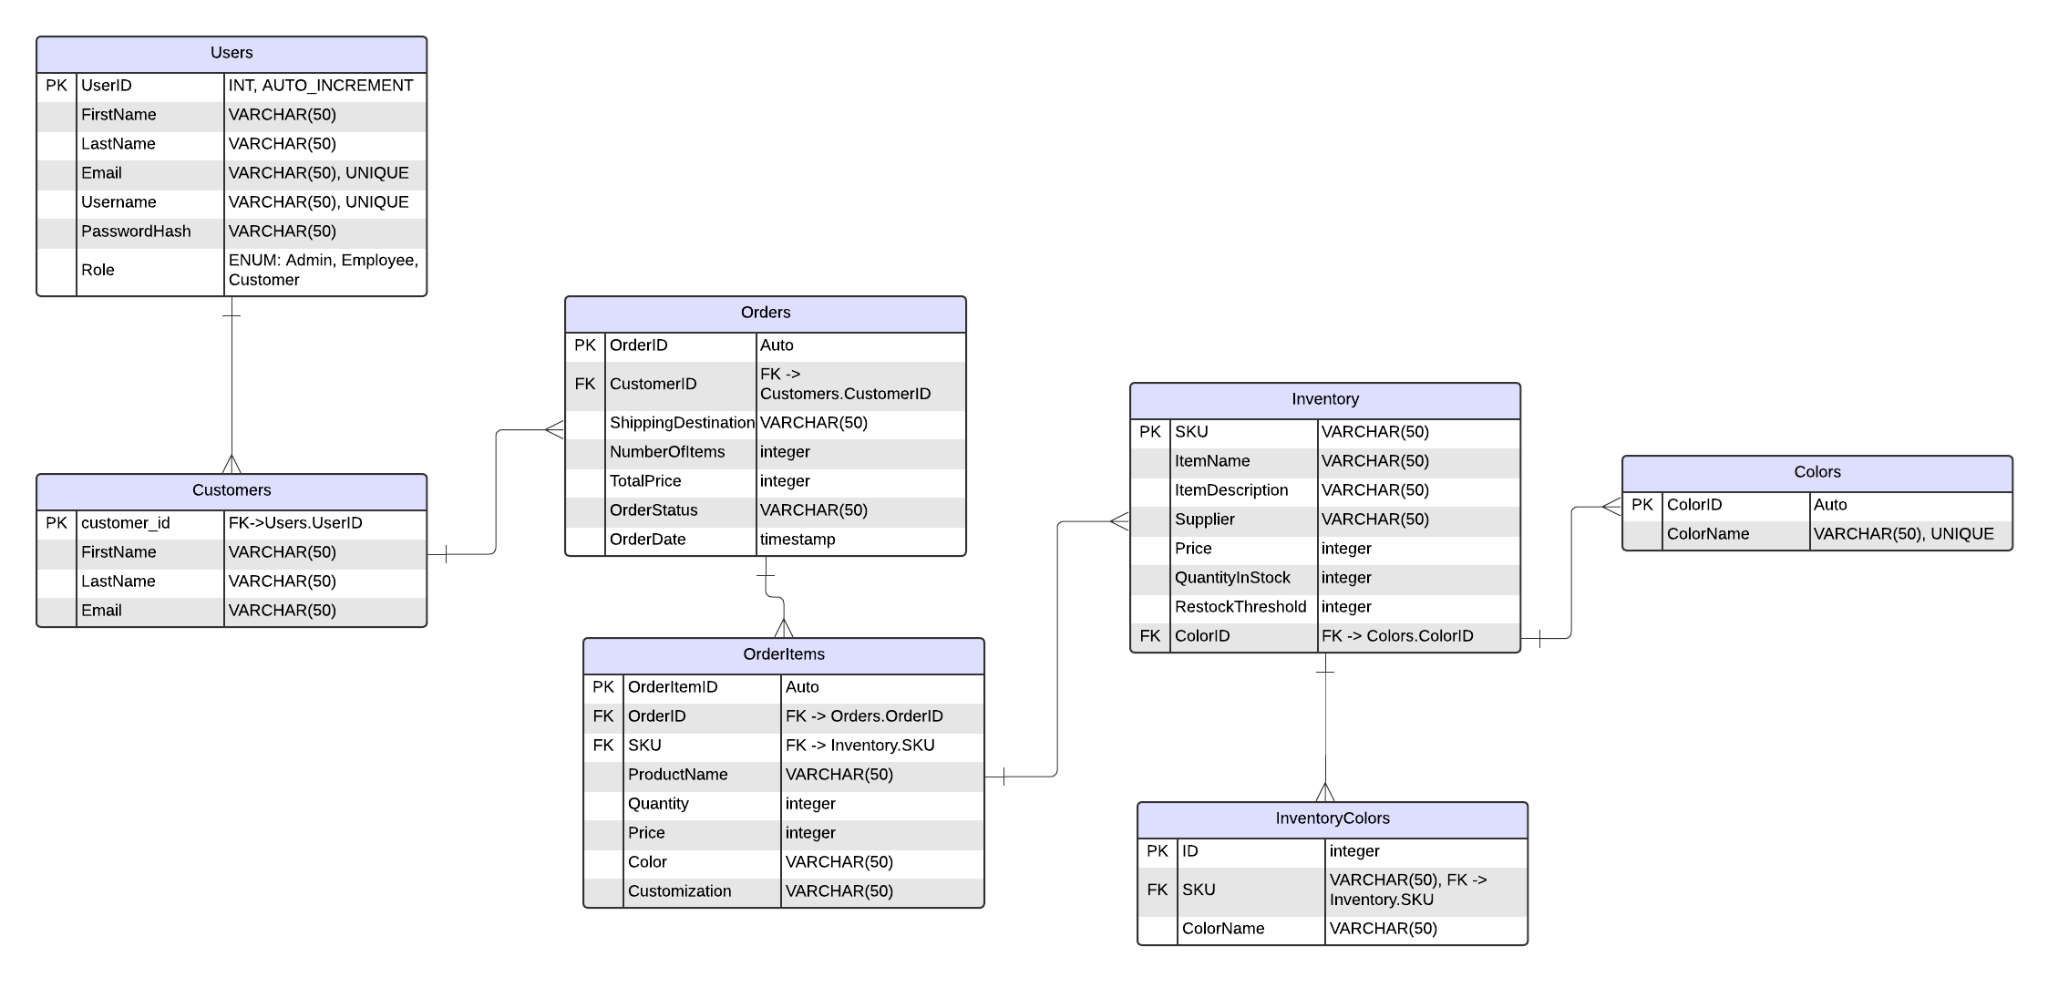 Users
PK UserID INT, AUTO_INCREMENT
FirstName VARCHAR(50)
LastName VARCHAR(50)
Email VARCHAR(50), UNIQUE
Username VARCHAR(50), UNIQUE
PasswordHash VARCHAR(50)
Role ENUM: Admin, Employee,
Customer
Customers
PK customer_id FK->Users.UserID
FirstName VARCHAR(50)
LastName VARCHAR(50)
Email VARCHAR(50)
Orders
PK OrderID Auto
FK CustomerID FK ->
Customers.CustomerID
ShippingDestination VARCHAR(50)
NumberOfItems integer
TotalPrice integer
OrderStatus VARCHAR(50)
OrderDate timestamp
OrderItems
PK OrderItemID Auto
FK OrderID FK -> Orders.OrderID
FK SKU FK -> Inventory.SKU
ProductName VARCHAR(50)
Quantity integer
Price integer
Color VARCHAR(50)
Customization VARCHAR(50)
Inventory
PK SKU VARCHAR(50)
ItemName VARCHAR(50)
ItemDescription VARCHAR(50)
Supplier VARCHAR(50)
Price integer
QuantityInStock integer
RestockThreshold integer
FK ColorID FK -> Colors.ColorID
InventoryColors
PK ID integer
FK SKU VARCHAR(50), FK ->
Inventory.SKU
ColorName VARCHAR(50)
Colors
PK ColorID Auto
ColorName VARCHAR(50), UNIQUE